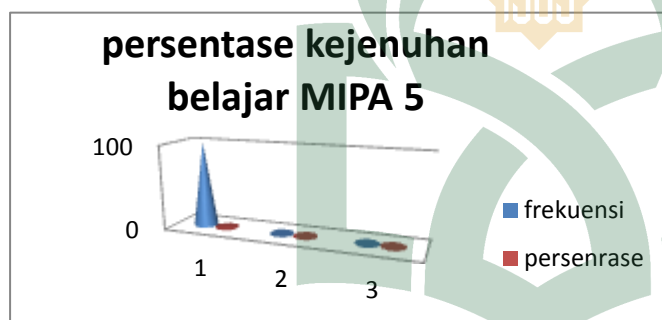 persentase kejenuhan
belajar MIPA 5
100
0
1
2
3
frekuensi
persenrase